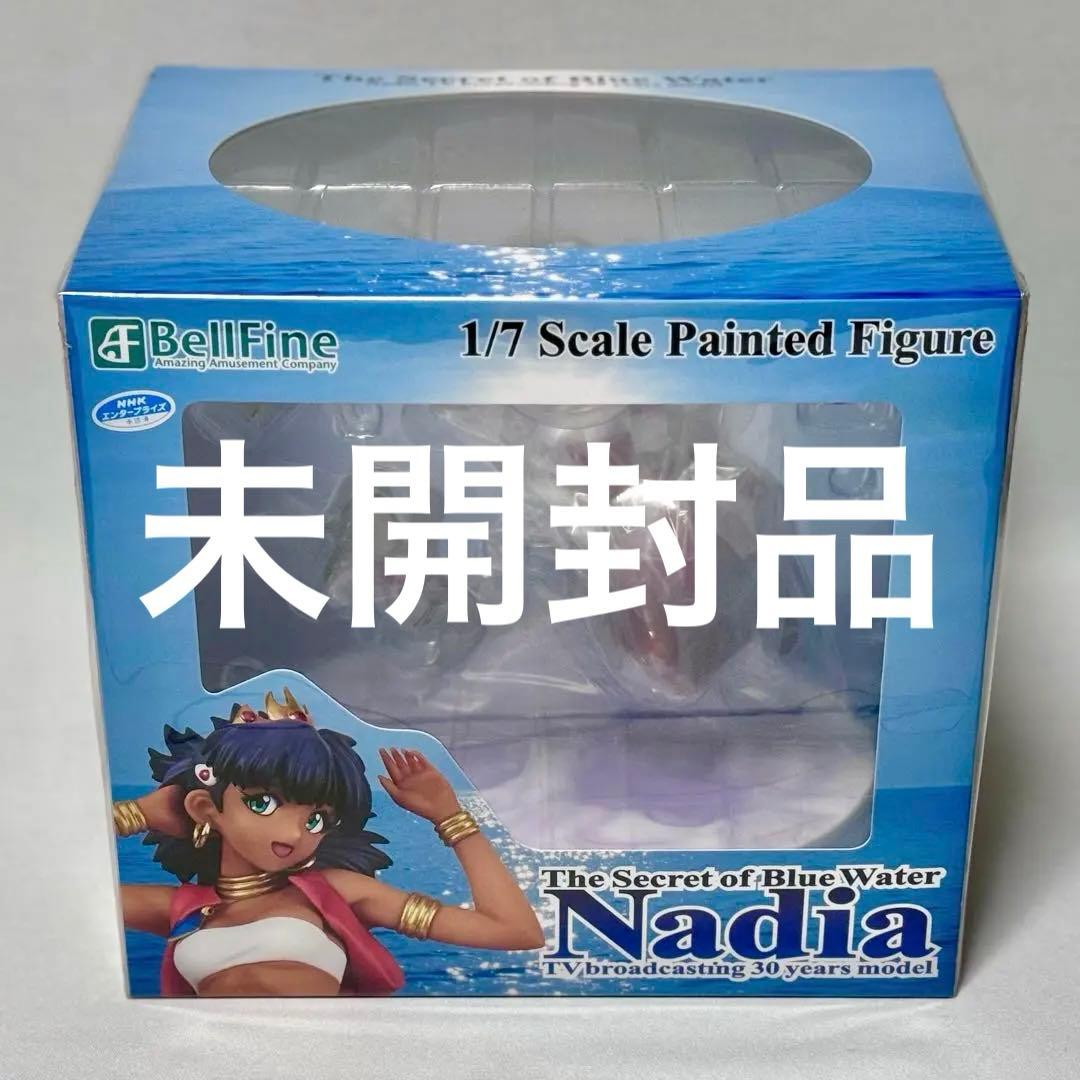 The Secret of Blue Water
BellFine
Amazing Amusement Company
1/7 Scale Painted Figure
NHK
エンタープライズ
未開封品
The Secret of Blue Water
Nadia
TV broadcasting 30 years model